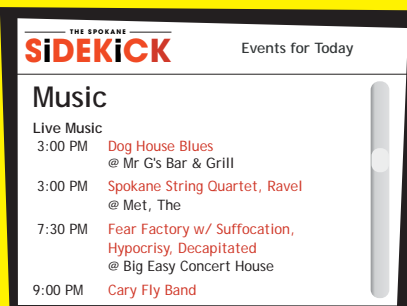 THE SPOKANE
SiDEKiCK
Events for Today
Music
Live Music
3:00 PM Dog House Blues
@ Mr G's Bar & Grill
3:00 PM Spokane String Quartet, Ravel
@ Met, The
7:30 PM Fear Factory w/ Suffocation,
Hypocrisy, Decapitated
@ Big Easy Concert House
9:00 PM Cary Fly Band